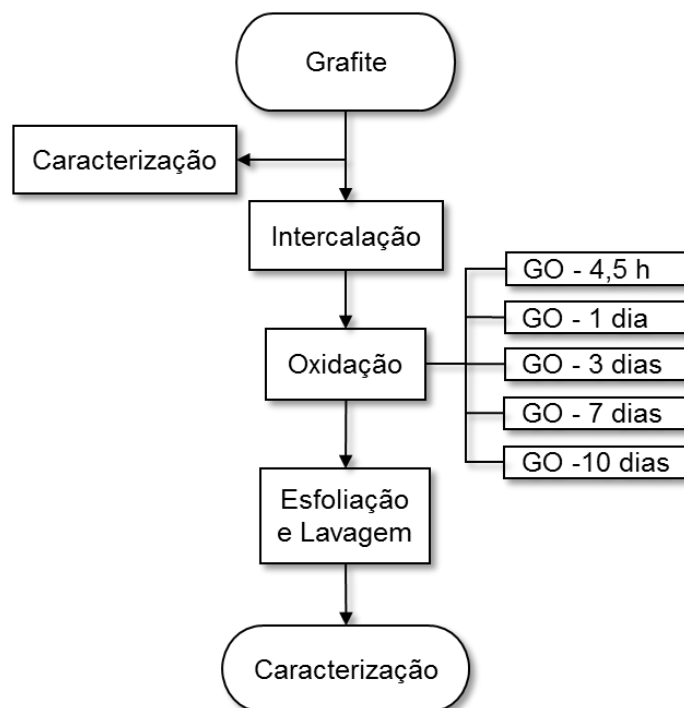 Grafite
Caracterização
Intercalação
GO - 4,5 h
GO - 1 dia
Oxidação
GO - 3 dias
GO - 7 dias
GO -10 dias
Esfoliação
e Lavagem
Caracterização